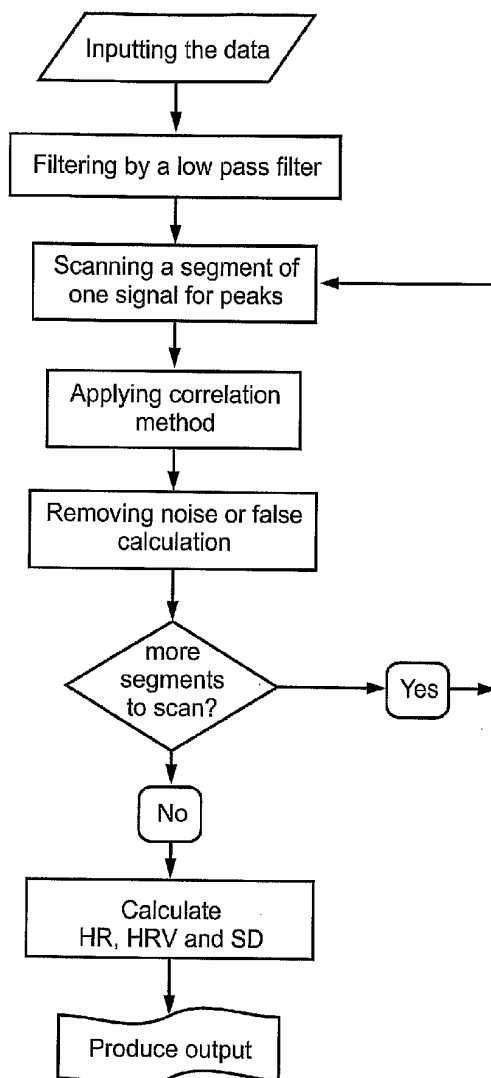 Inputting the data
Filtering by a low pass filter
Scanning a segment of
one signal for peaks
Applying correlation
method
Removing noise or false
calculation
more
segments
to scan?
Yes
No
Calculate
HR, HRV and SD
Produce output